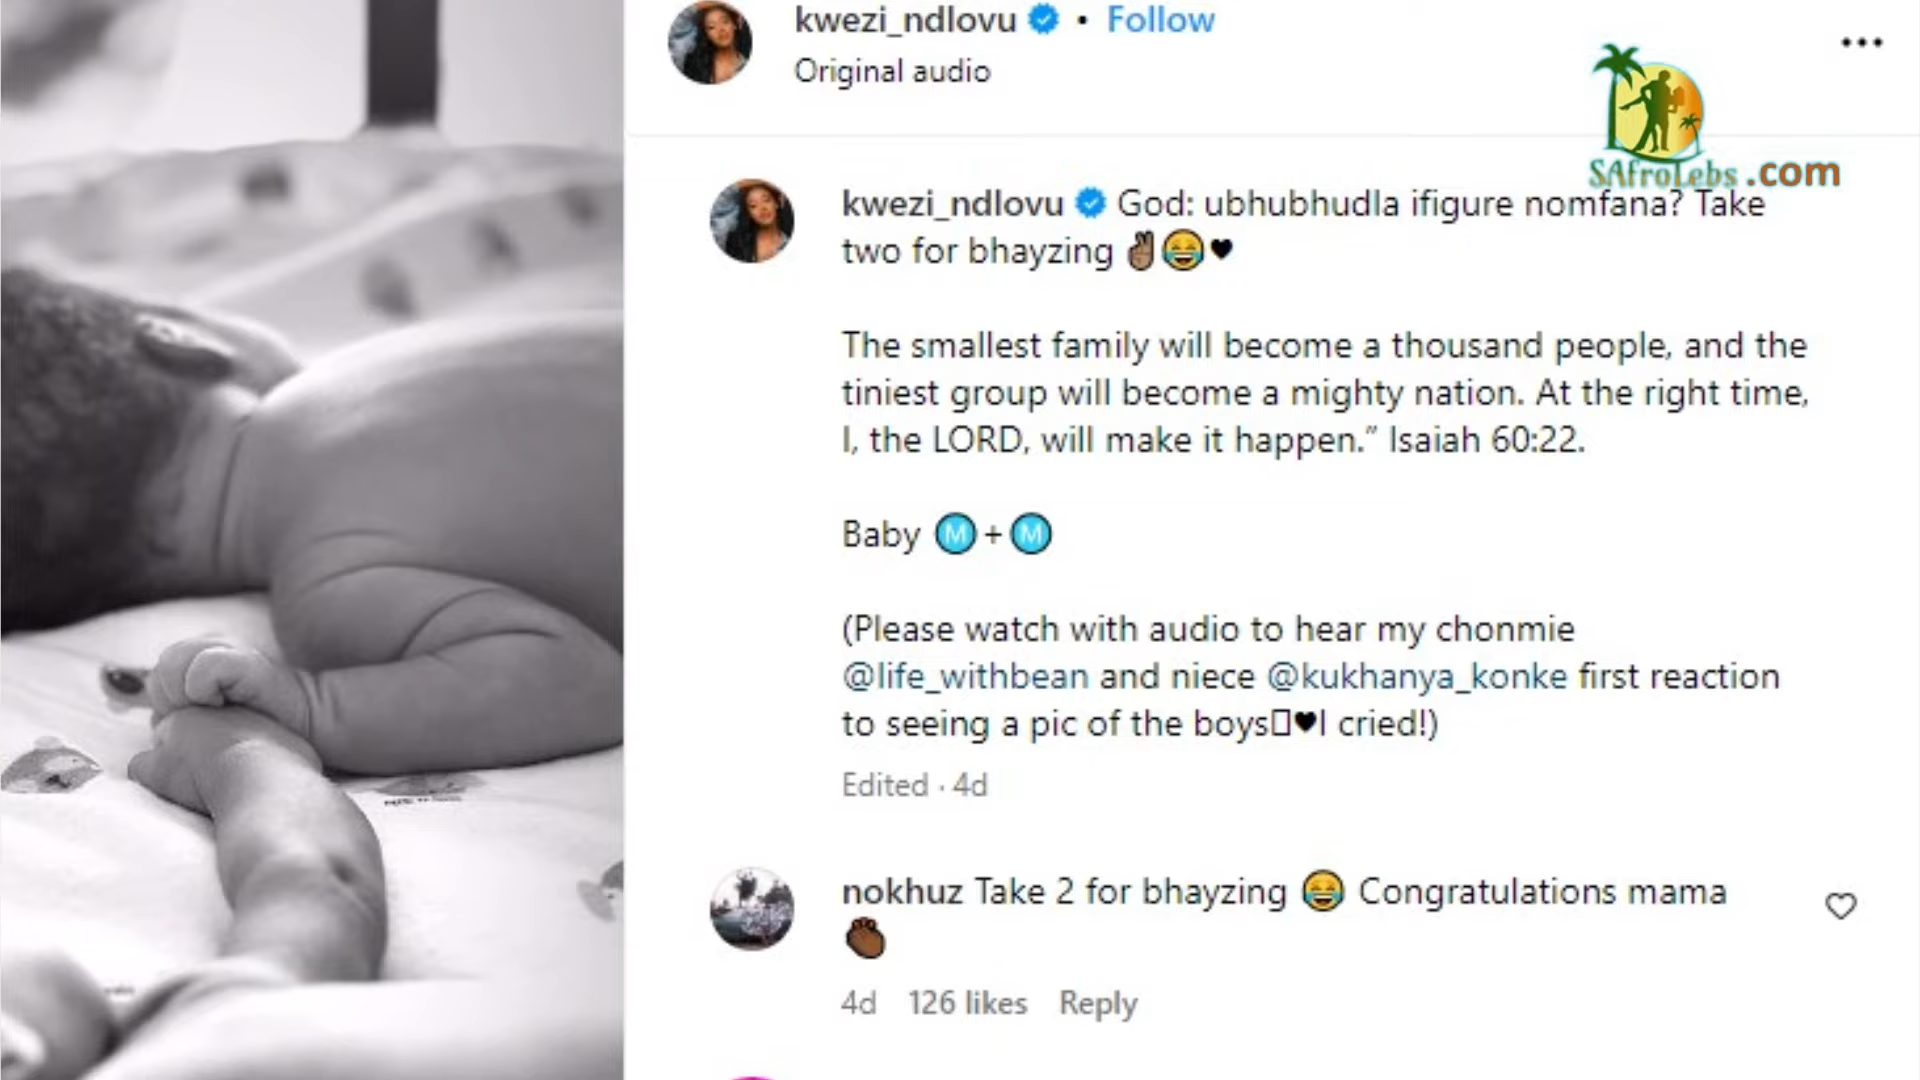 kwezi_ndlovu • Follow
Original audio
SAfroLebs.com
kwezi_ndlovu God: ubhubhudla ifigure nomfana? Take
two for bhayzing ✌🏽😂♥
The smallest family will become a thousand people, and the
tiniest group will become a mighty nation. At the right time,
I, the LORD, will make it happen.” Isaiah 60:22.
Baby Ⓜ️+Ⓜ️
(Please watch with audio to hear my chonmie
@life_withbean and niece @kukhanya_konke first reaction
to seeing a pic of the boys▯♥I cried!)
Edited · 4d
nokhuz Take 2 for bhayzing 😂 Congratulations mama
👏🏾
4d 126 likes Reply